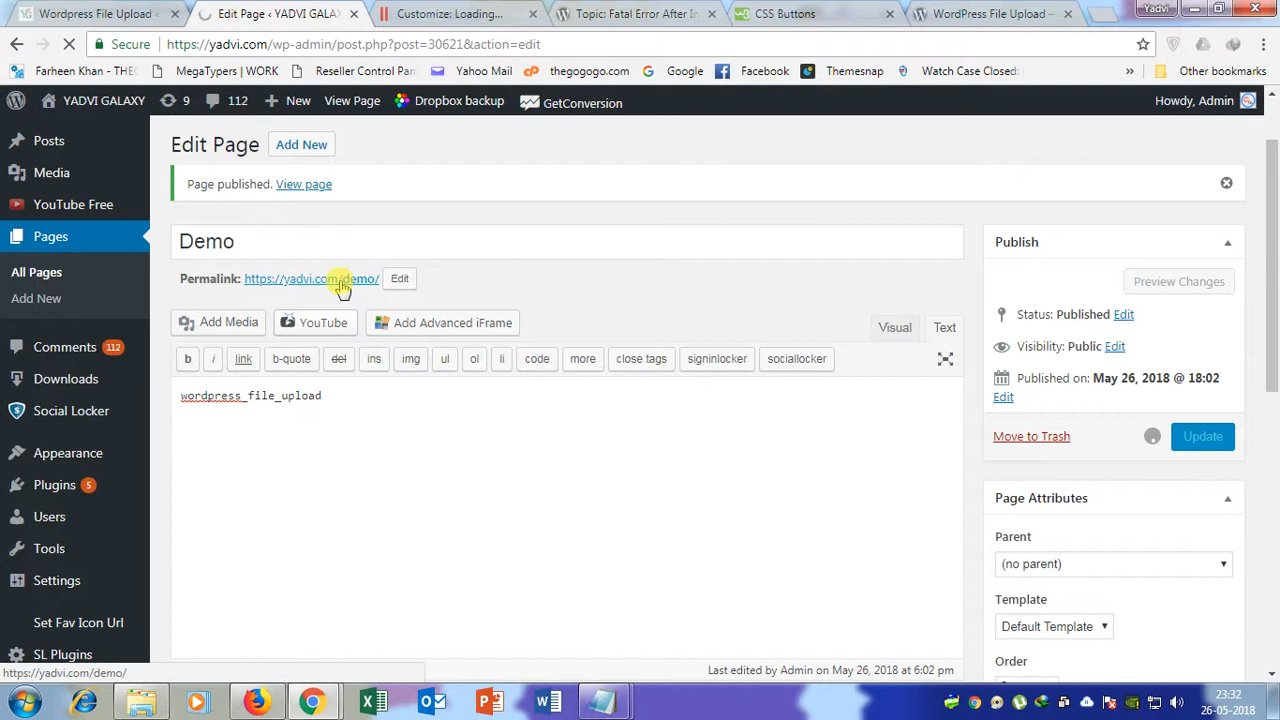 Wordpress File Upload ‹
Edit Page ‹ YADVI GALAX
Customize: Loading...
Topic: Fatal Error After In
CSS Buttons
WordPress File Upload –
Yadvi
Secure
https://yadvi.com/wp-admin/post.php?post=30621&action=edit
Farheen Khan: THE
MegaTypers | WORK
Reseller Control Pan
Yahoo Mail
thegogogo.com
Google
Facebook
Themesnap
Watch Case Closed:
»
Other bookmarks
YADVI GALAXY
9
112
New
View Page
Dropbox backup
GetConversion
Howdy, Admin
Posts
Media
YouTube Free
Pages
All Pages
Add New
Comments 112
Downloads
Social Locker
Appearance
Plugins 5
Users
Tools
Settings
Set Fav Icon Url
SL Plugins
Edit Page
Add New
Page published. View page
Demo
Permalink: https://yadvi.com/demo/
Edit
Add Media
YouTube
Add Advanced iFrame
Visual
Text
b
i
link
b-quote
del
ins
img
ul
ol
li
code
more
close tags
signinlocker
sociallocker
wordpress_file_upload
Last edited by Admin on May 26, 2018 at 6:02 pm
Publish
Preview Changes
Status: Published Edit
Visibility: Public Edit
Published on: May 26, 2018 @ 18:02
Edit
Move to Trash
Update
Page Attributes
Parent
(no parent)
Template
Default Template
Order
https://yadvi.com/demo/
23:32
26-05-2018